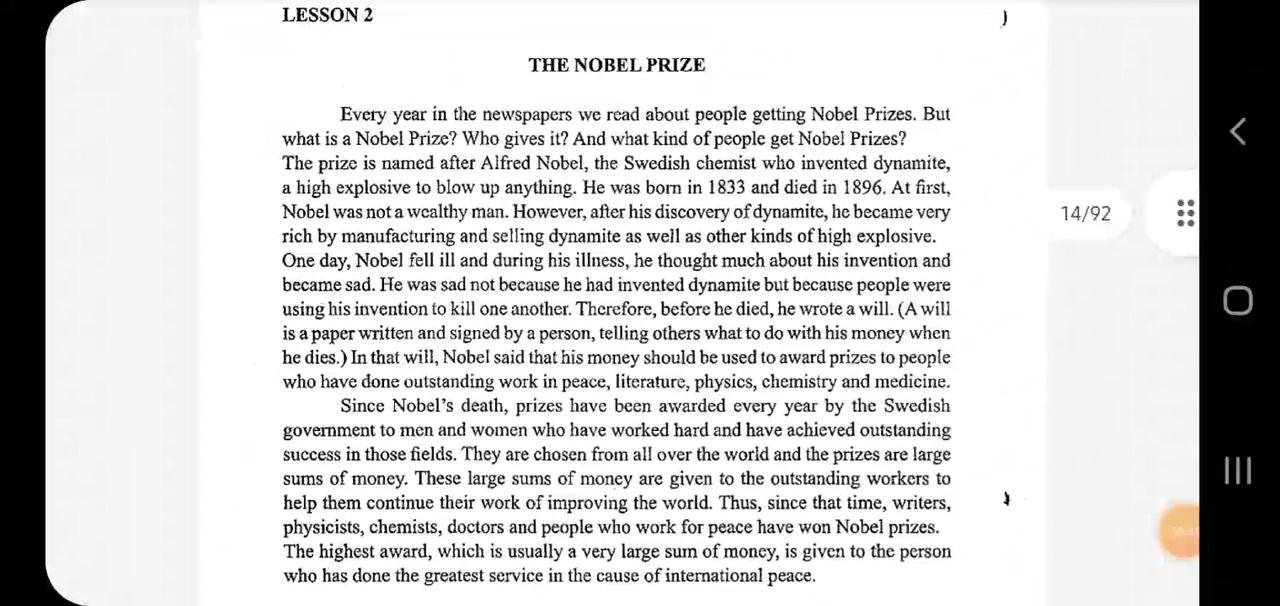 LESSON 2
THE NOBEL PRIZE
Every year in the newspapers we read about people getting Nobel Prizes. But
what is a Nobel Prize? Who gives it? And what kind of people get Nobel Prizes?
The prize is named after Alfred Nobel, the Swedish chemist who invented dynamite,
a high explosive to blow up anything. He was born in 1833 and died in 1896. At first,
Nobel was not a wealthy man. However, after his discovery of dynamite, he became very
rich by manufacturing and selling dynamite as well as other kinds of high explosive.
One day, Nobel fell ill and during his illness, he thought much about his invention and
became sad. He was sad not because he had invented dynamite but because people were
using his invention to kill one another. Therefore, before he died, he wrote a will. (A will
is a paper written and signed by a person, telling others what to do with his money when
he dies.) In that will, Nobel said that his money should be used to award prizes to people
who have done outstanding work in peace, literature, physics, chemistry and medicine.
Since Nobel's death, prizes have been awarded every year by the Swedish
government to men and women who have worked hard and have achieved outstanding
success in those fields. They are chosen from all over the world and the prizes are large
sums of money. These large sums of money are given to the outstanding workers to
help them continue their work of improving the world. Thus, since that time, writers,
physicists, chemists, doctors and people who work for peace have won Nobel prizes.
The highest award, which is usually a very large sum of money, is given to the person
who has done the greatest service in the cause of international peace.
14/92